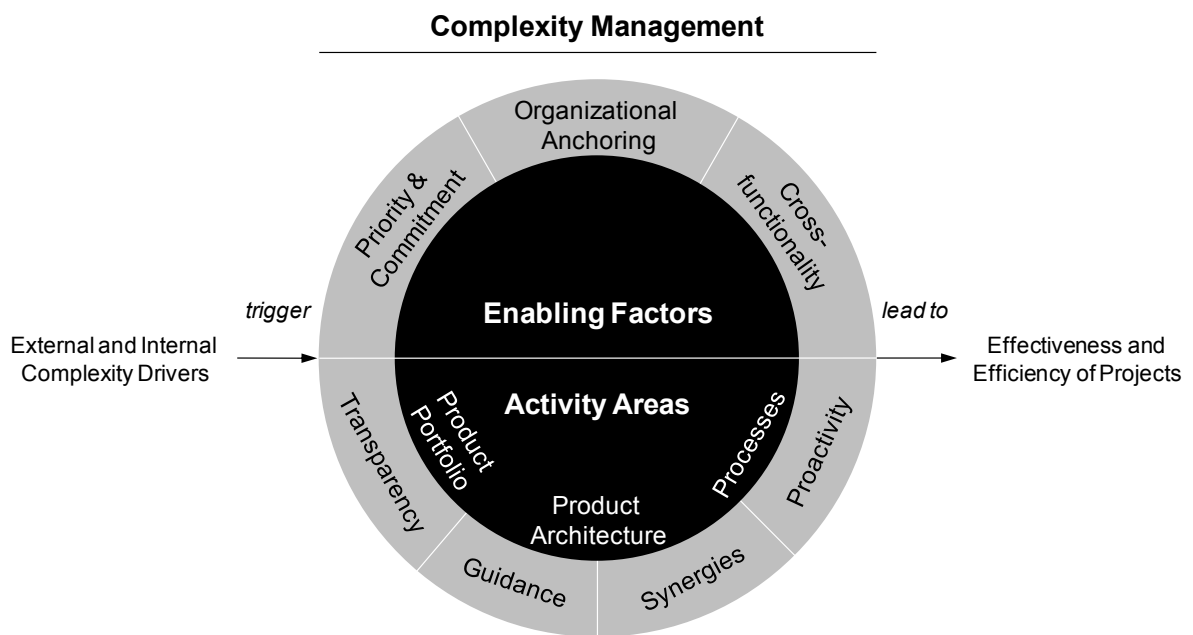 Complexity Management
Organizational
Anchoring
Priority &
Commitment
Cross-
functionality
trigger
Enabling Factors
lead to
External and Internal
Complexity Drivers
Effectiveness and
Efficiency of Projects
Activity Areas
Transparency
Product
Portfolio
Processes
Proactivity
Product
Architecture
Guidance
Synergies